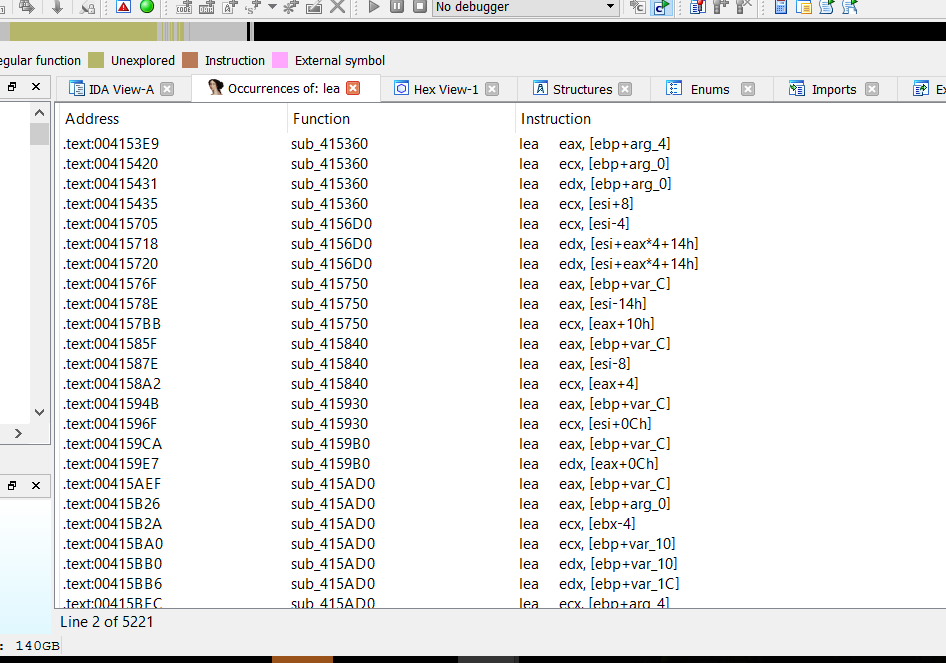 No debugger
egular function Unexplored Instruction External symbol
IDA View-A Occurrences of: lea Hex View-1 Structures Enums Imports Ex
Address Function Instruction
.text:004153E9 sub_415360 lea eax, [ebp+arg_4]
.text:00415420 sub_415360 lea ecx, [ebp+arg_0]
.text:00415431 sub_415360 lea edx, [ebp+arg_0]
.text:00415435 sub_415360 lea ecx, [esi+8]
.text:00415705 sub_4156D0 lea ecx, [esi-4]
.text:00415718 sub_4156D0 lea edx, [esi+eax*4+14h]
.text:00415720 sub_4156D0 lea edx, [esi+eax*4+14h]
.text:0041576F sub_415750 lea eax, [ebp+var_C]
.text:0041578E sub_415750 lea eax, [esi-14h]
.text:004157BB sub_415750 lea ecx, [eax+10h]
.text:0041585F sub_415840 lea eax, [ebp+var_C]
.text:0041587E sub_415840 lea eax, [esi-8]
.text:004158A2 sub_415840 lea ecx, [eax+4]
.text:0041594B sub_415930 lea eax, [ebp+var_C]
.text:0041596F sub_415930 lea ecx, [esi+0Ch]
.text:004159CA sub_4159B0 lea eax, [ebp+var_C]
.text:004159E7 sub_4159B0 lea edx, [eax+0Ch]
.text:00415AEF sub_415AD0 lea eax, [ebp+var_C]
.text:00415B26 sub_415AD0 lea eax, [ebp+arg_0]
.text:00415B2A sub_415AD0 lea ecx, [ebx-4]
.text:00415BA0 sub_415AD0 lea ecx, [ebp+var_10]
.text:00415BB0 sub_415AD0 lea edx, [ebp+var_10]
.text:00415BB6 sub_415AD0 lea edx, [ebp+var_1C]
.text:00415BEC sub_415AD0 lea ecx, [ebp+arg_4]
Line 2 of 5221
: 140GB